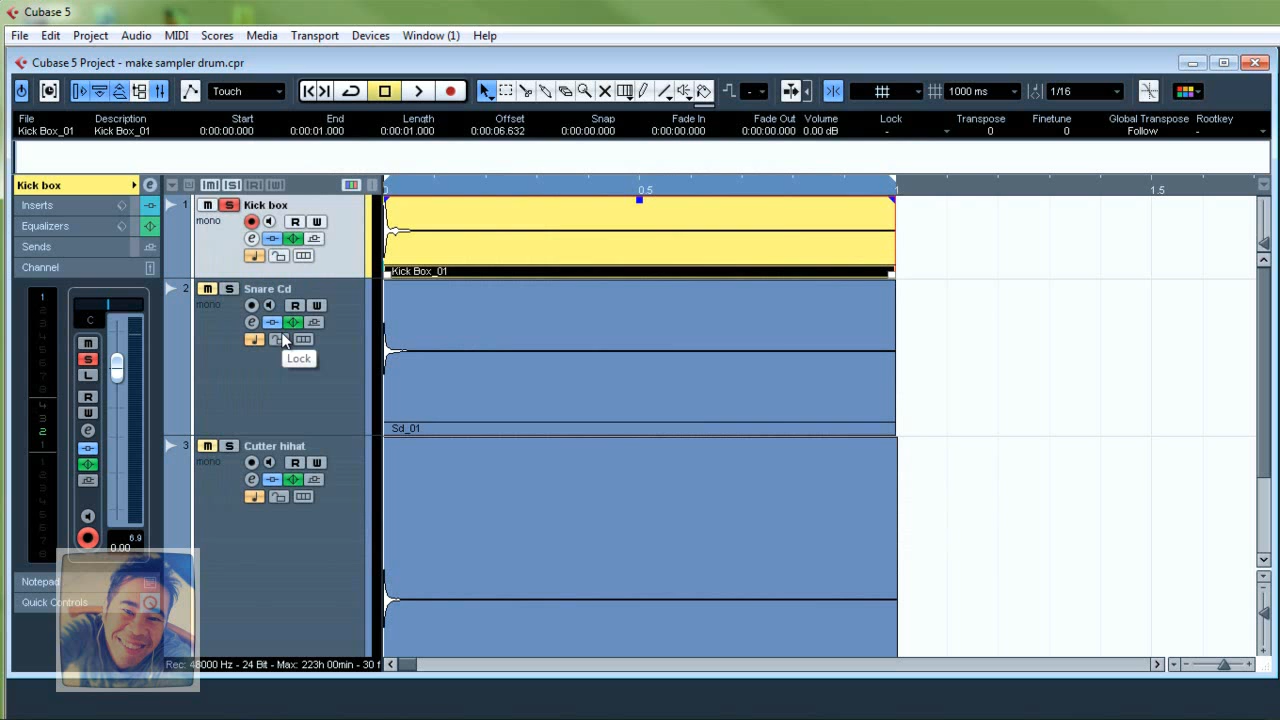 Cubase 5
File Edit Project Audio MIDI Scores Media Transport Devices Window (1) Help
Cubase 5 Project - make sampler drum.cpr
Touch
1000 ms
1/16
File Description Start End Length Offset Snap Fade In Fade Out Volume Lock Transpose Finetune Global Transpose Rootkey
Kick Box_01 Kick Box_01 0:00:00.000 0:00:01.000 0:00:01.000 0:00:06.632 0:00:00.000 0:00:00.000 0:00:00.000 0.00 dB - 0 0 Follow -
Kick box
Inserts
Equalizers
Sends
Channel
0 0.5 1 1.5
1 M S Kick box
mono R W
e
Kick Box_01
2 M S Snare Cd
mono R W
e
Lock
Sd_01
3 M S Cutter hihat
mono R W
e
1
C
M
S
L
R
W
e
6.9
0.00
Notepad
Quick Controls
Rec: 48000 Hz - 24 Bit - Max: 223h 00min - 30 f